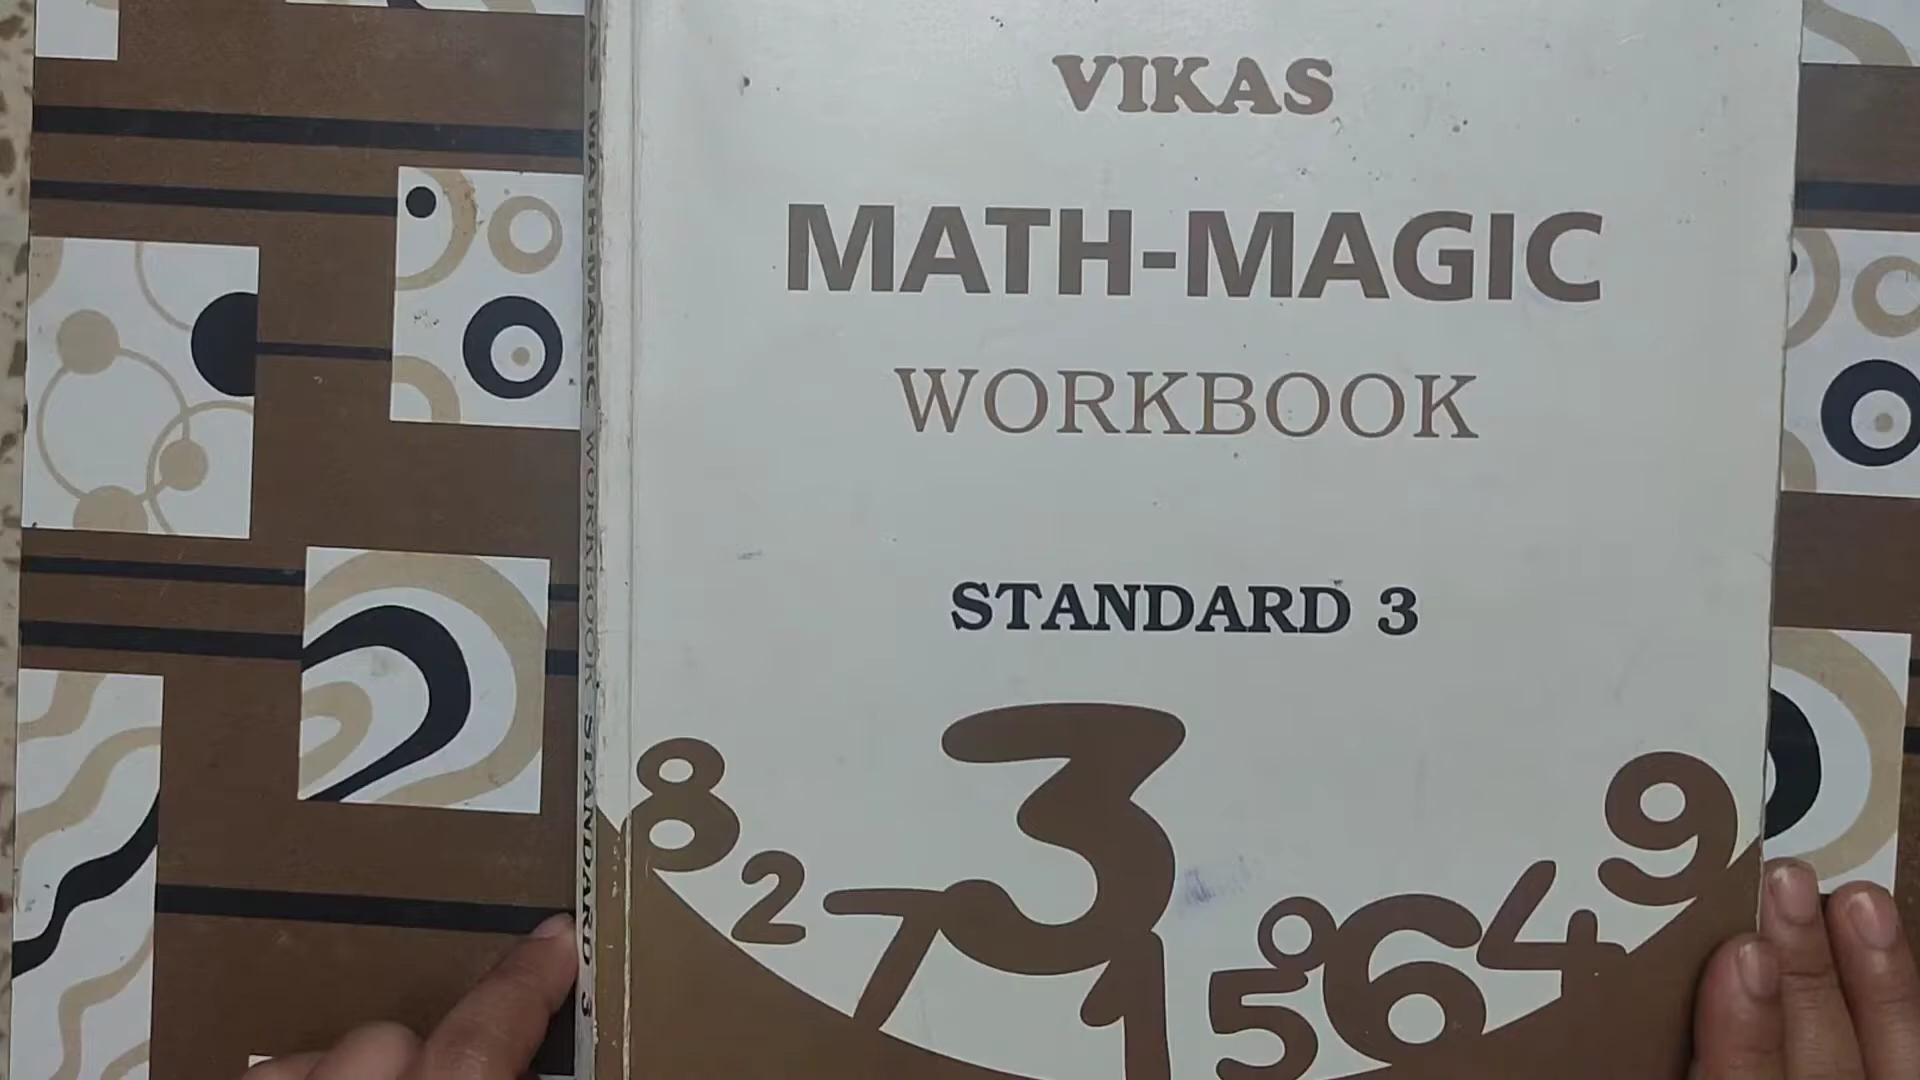 VIKAS
MATH-MAGIC
WORKBOOK
STANDARD 3
8 2 7 3 1 5 0 6 4 9
MATH-MAGIC WORKBOOK STANDARD 3